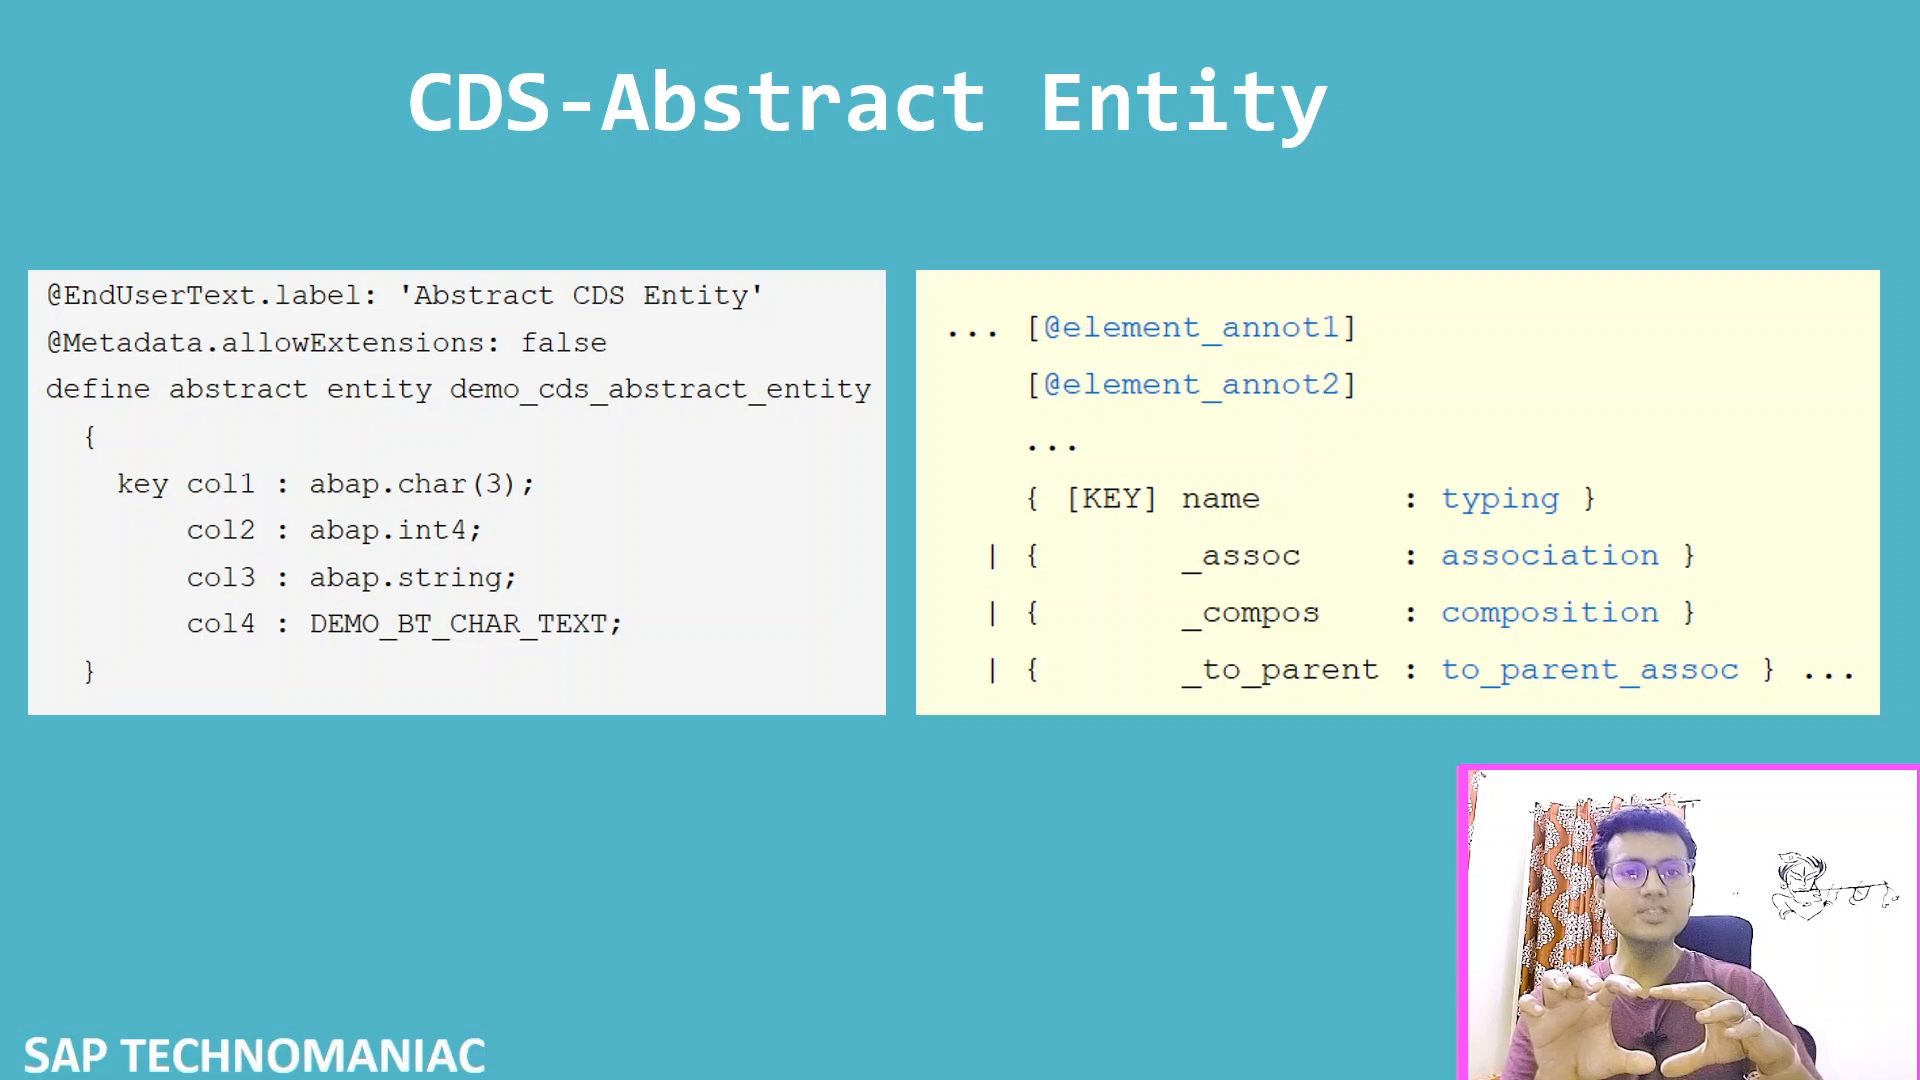 CDS-Abstract Entity
@EndUserText.label: 'Abstract CDS Entity'
@Metadata.allowExtensions: false
define abstract entity demo_cds_abstract_entity
{
key col1 : abap.char(3);
col2 : abap.int4;
col3 : abap.string;
col4 : DEMO_BT_CHAR_TEXT;
}
... [@element_annot1]
[@element_annot2]
...
{ [KEY] name : typing }
| { _assoc : association }
| { _compos : composition }
| { _to_parent : to_parent_assoc } ...
SAP TECHNOMANIAC